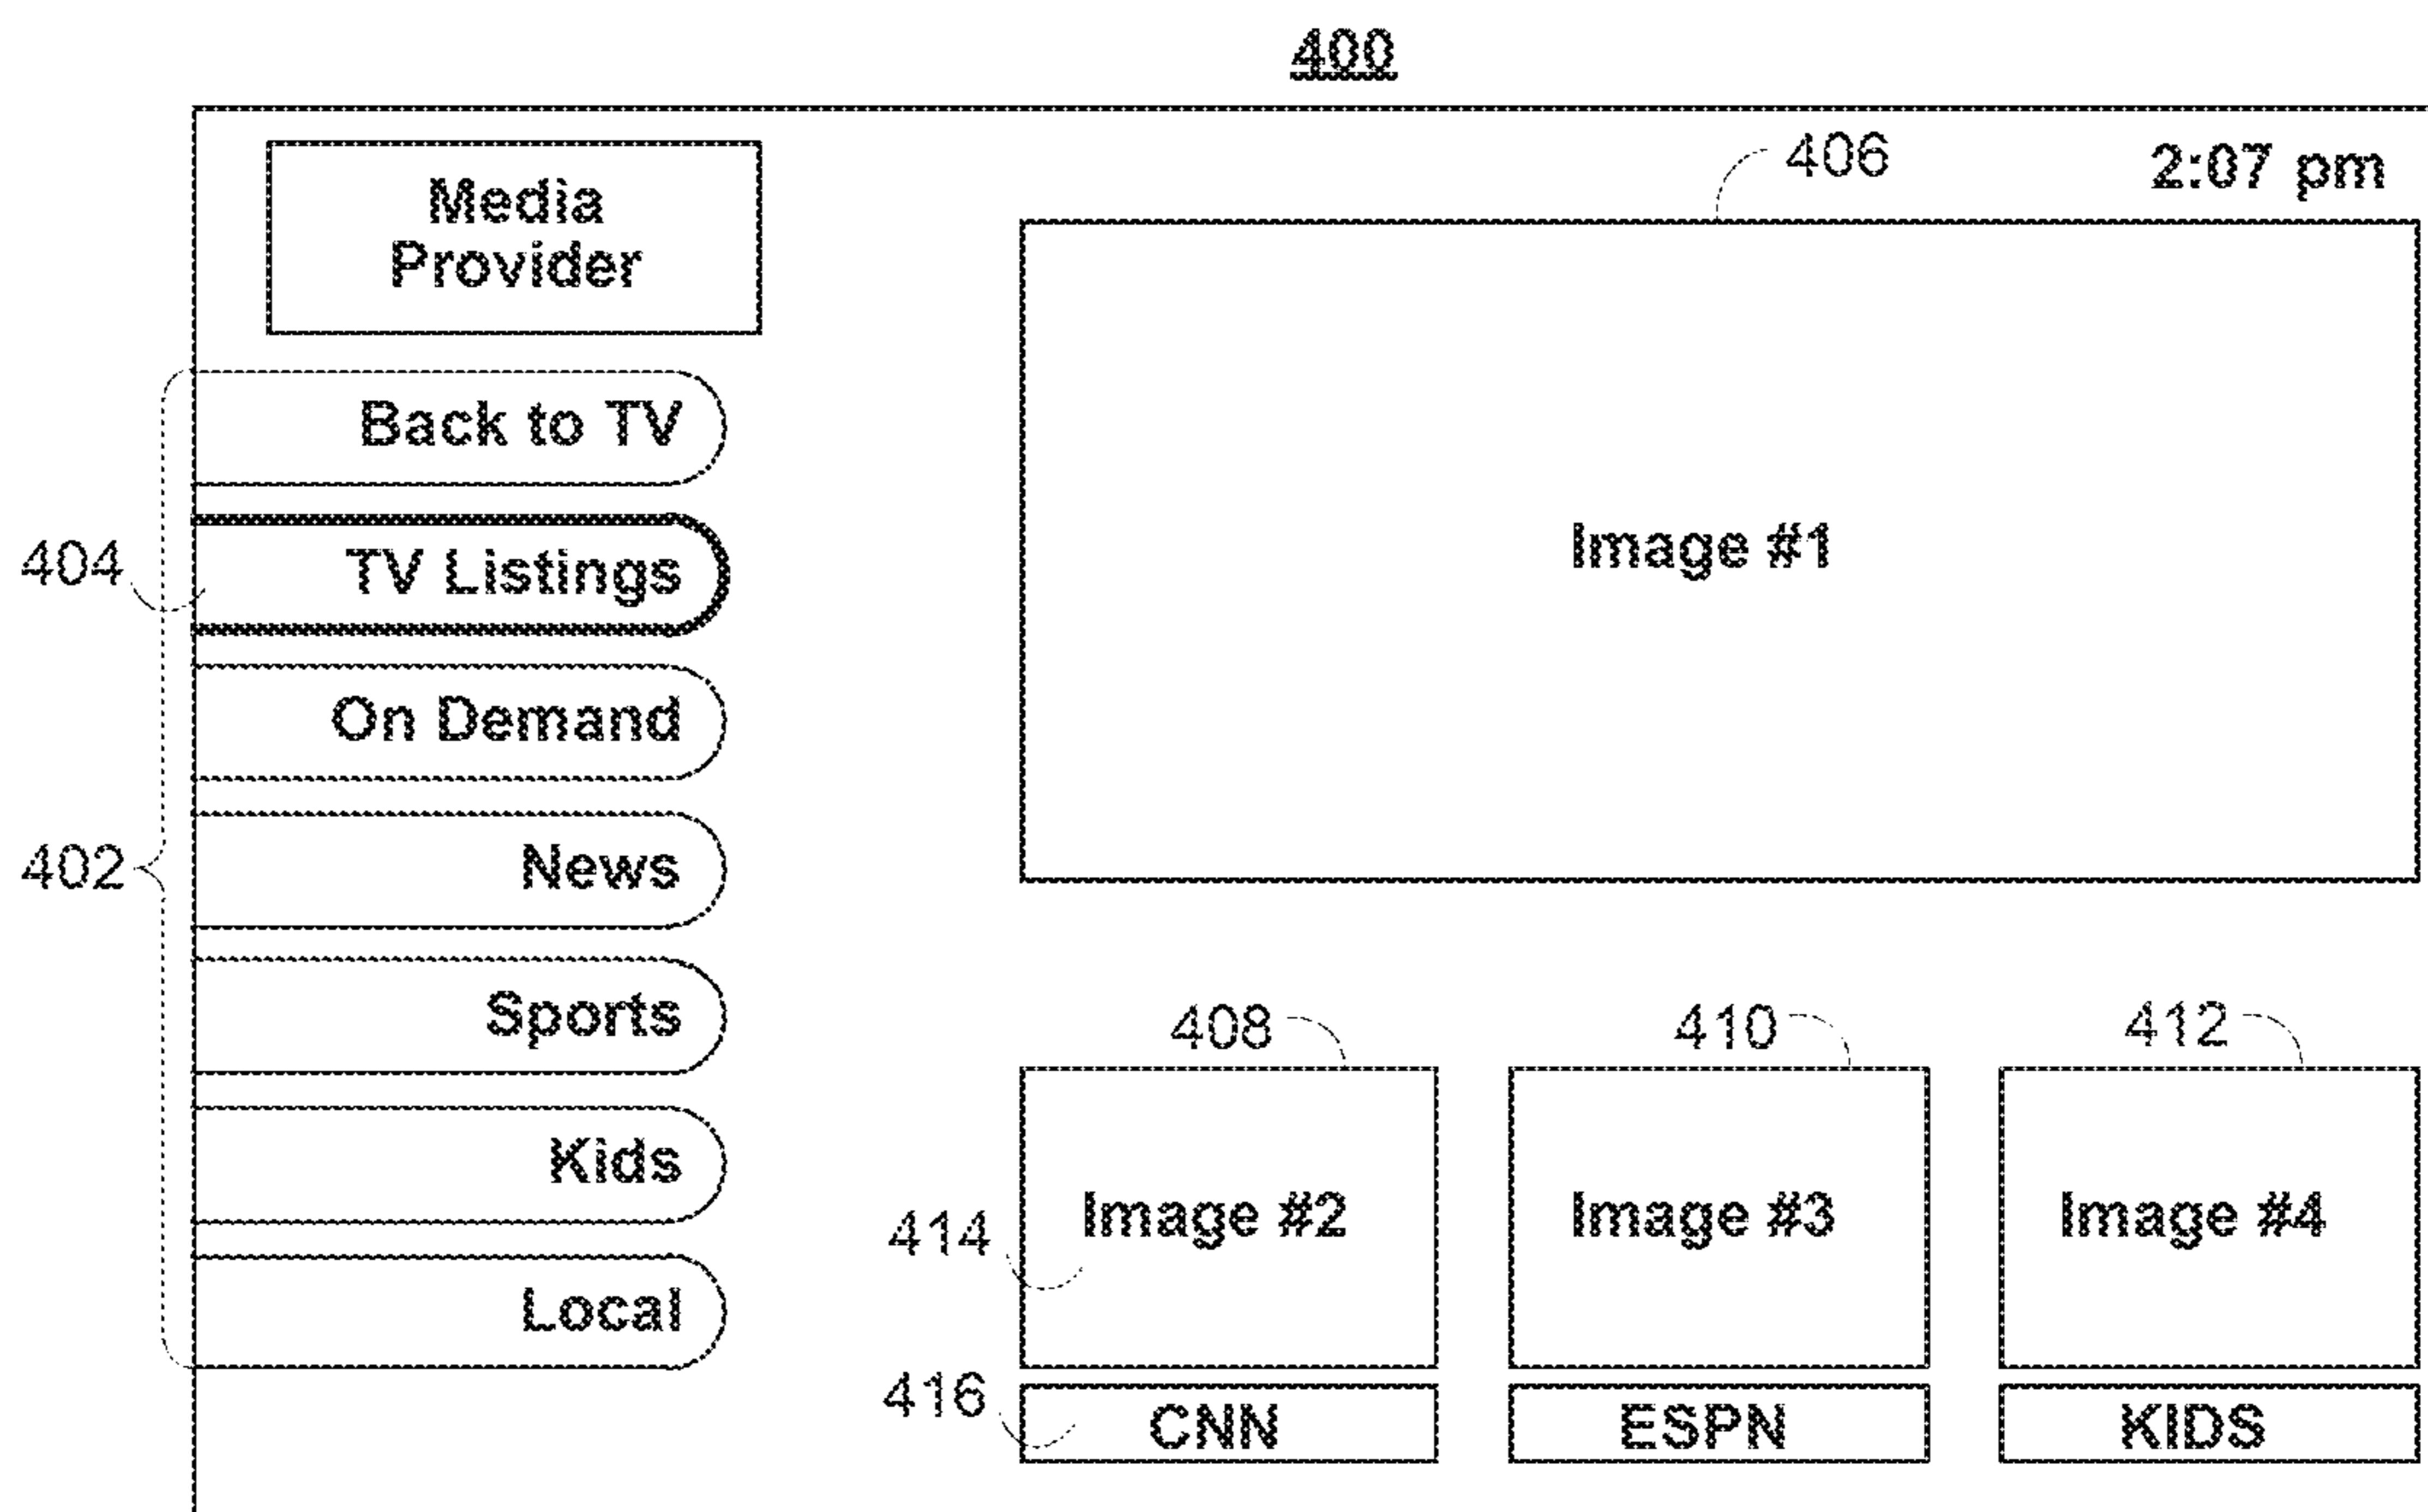 400
406
2:07 pm
Media
Provider
Back to TV
404
TV Listings
Image #1
On Demand
402
News
Sports
408
410
412
Kids
414
Image #2
Image #3
Image #4
Local
416
CNN
ESPN
KIDS